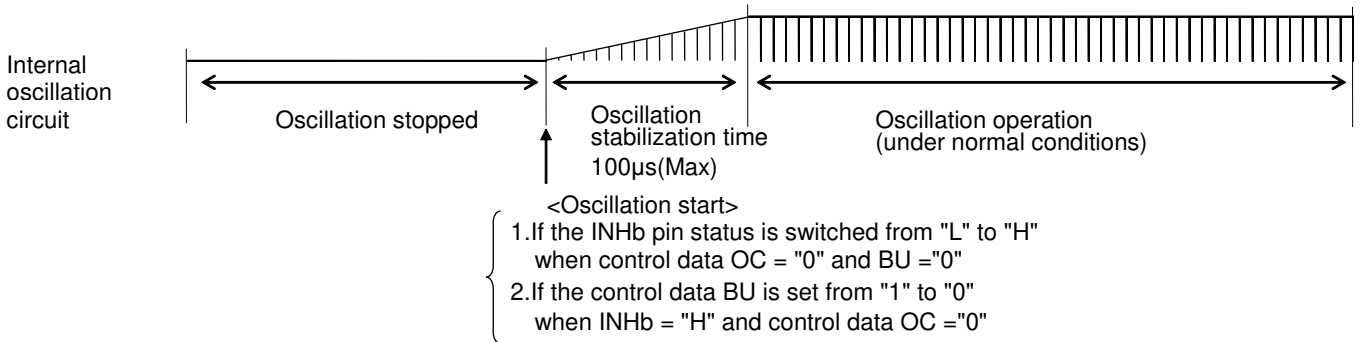 Internal
oscillation
circuit
Oscillation stopped
Oscillation
stabilization time
100µs(Max)
Oscillation operation
(under normal conditions)
<Oscillation start>
1.If the INHb pin status is switched from "L" to "H"
when control data OC = "0" and BU ="0"
2.If the control data BU is set from "1" to "0"
when INHb = "H" and control data OC ="0"